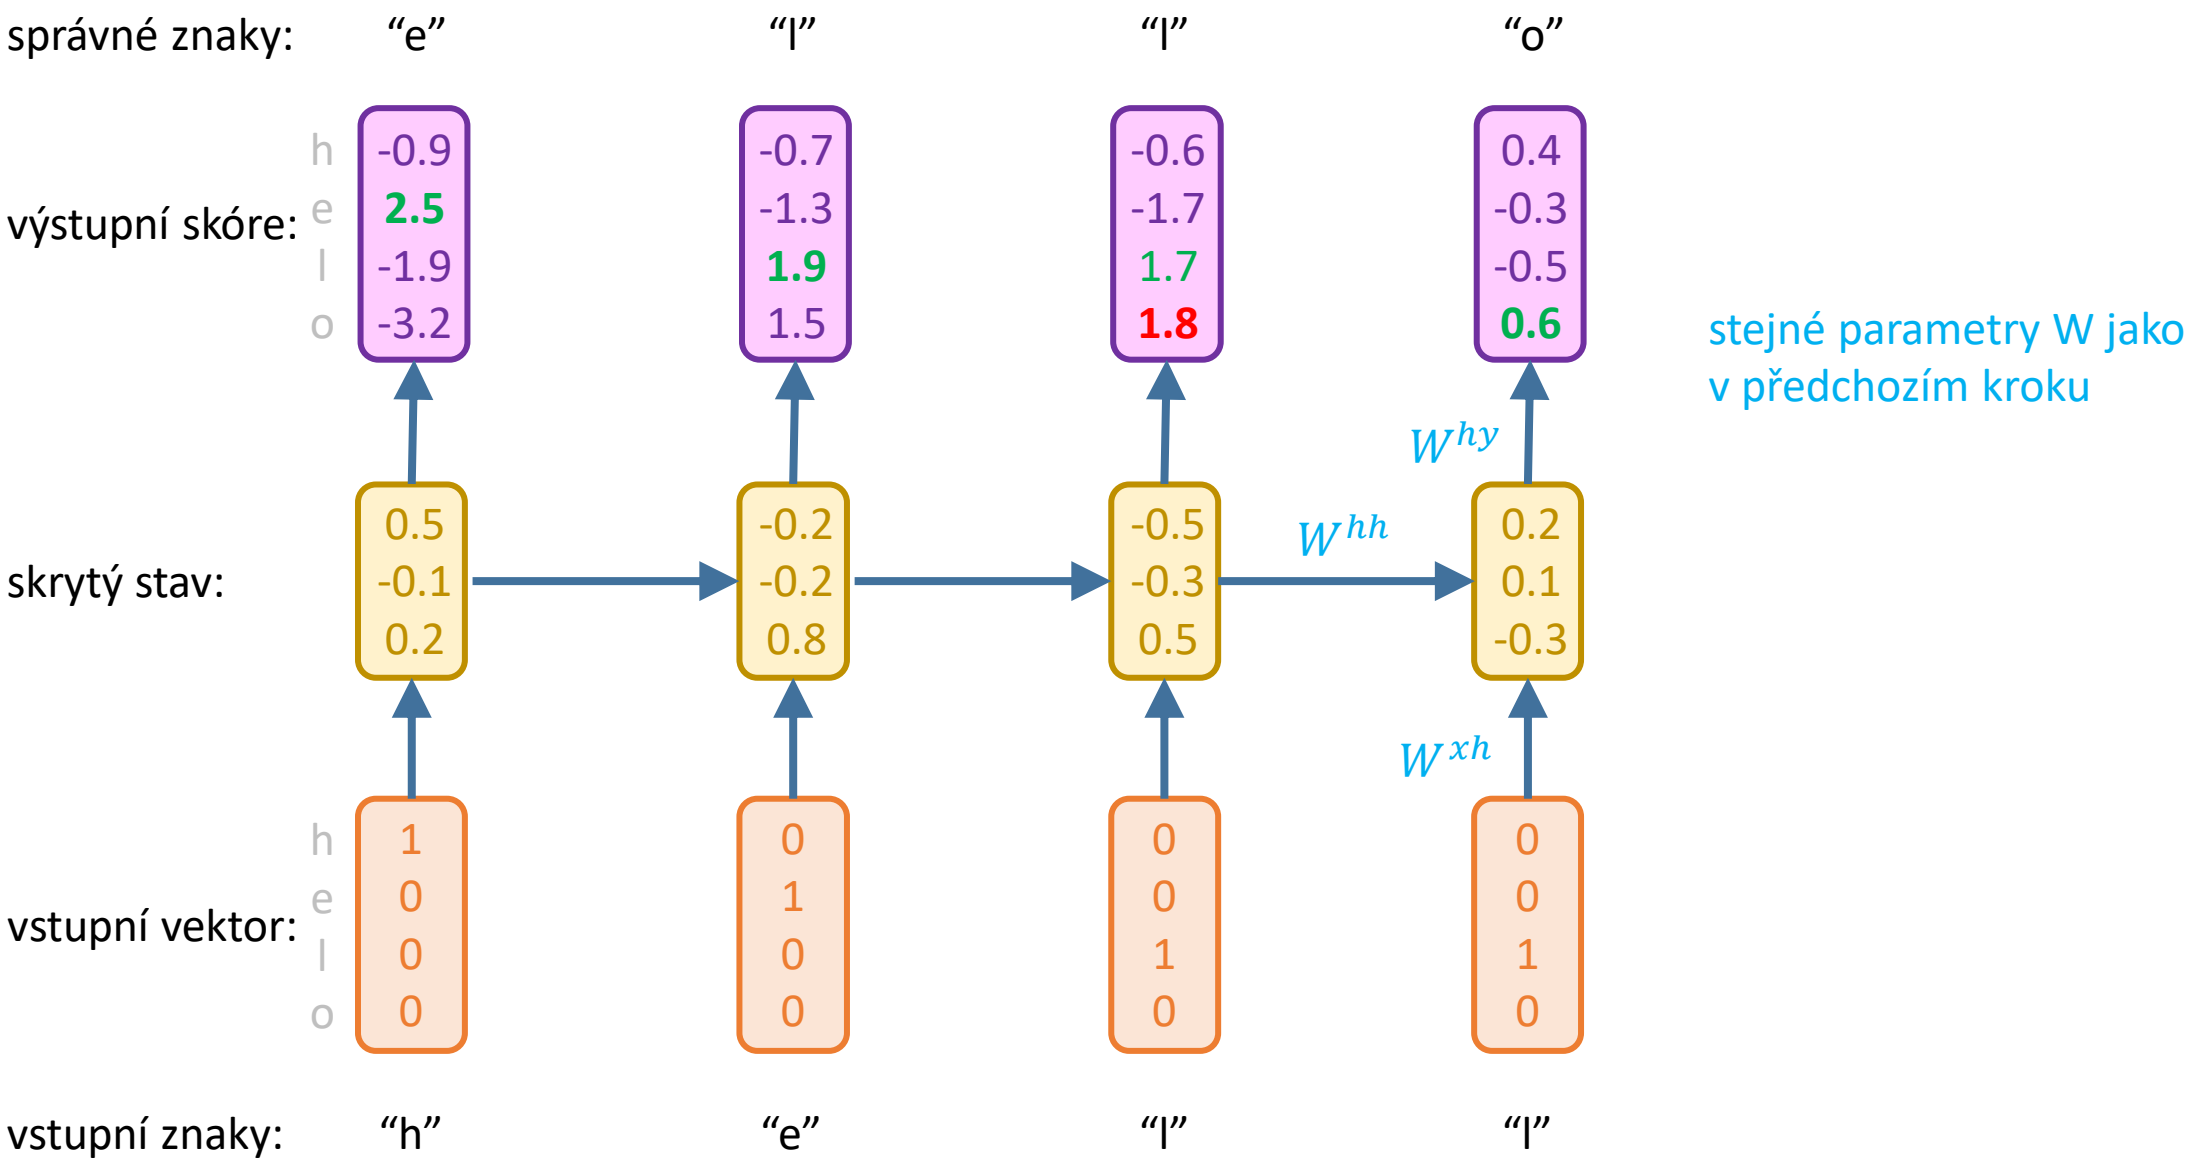 správné znaky: “e” “l” “l” “o”
h -0.9 -0.7 -0.6 0.4
výstupní skóre: e 2.5 -1.3 -1.7 -0.3
l -1.9 1.9 1.7 -0.5
o -3.2 1.5 1.8 0.6
stejné parametry W jako
v předchozím kroku
W^hy
0.5 -0.2 -0.5 0.2
W^hh
skrytý stav: -0.1 -0.2 -0.3 0.1
0.2 0.8 0.5 -0.3
W^xh
h 1 0 0 0
e 0 1 0 0
vstupní vektor: l 0 0 1 1
o 0 0 0 0
vstupní znaky: “h” “e” “l” “l”